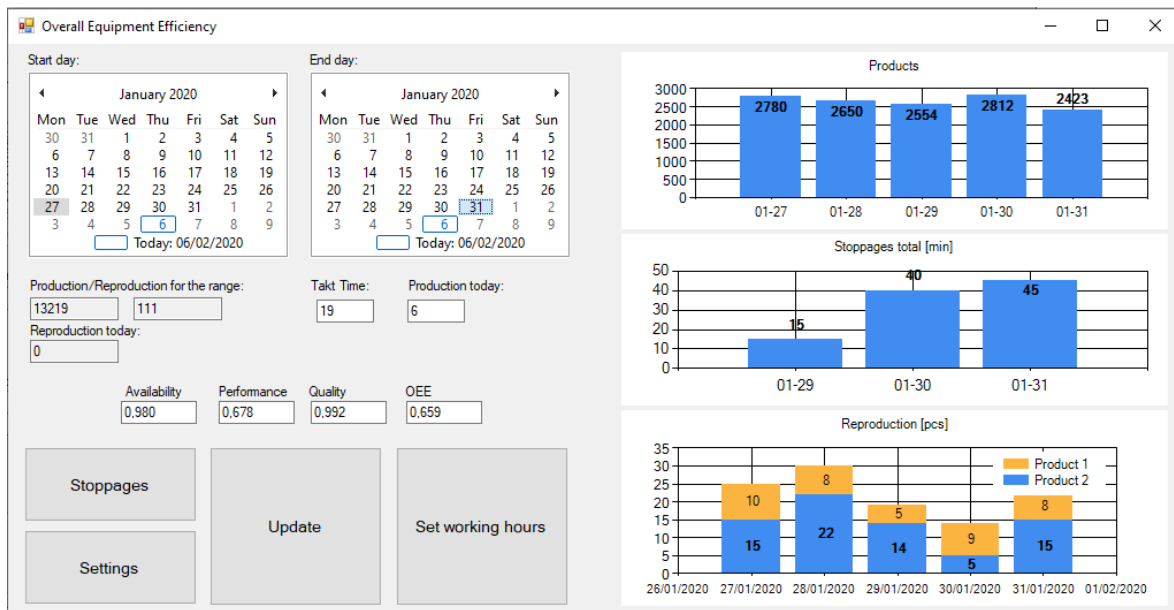 Overall Equipment Efficiency
Start day:
End day:
January 2020
Mon Tue Wed Thu Fri Sat Sun
30 31 1 2 3 4 5
6 7 8 9 10 11 12
13 14 15 16 17 18 19
20 21 22 23 24 25 26
27 28 29 30 31 1 2
3 4 5 6 7 8 9
Today: 06/02/2020
January 2020
Mon Tue Wed Thu Fri Sat Sun
30 31 1 2 3 4 5
6 7 8 9 10 11 12
13 14 15 16 17 18 19
20 21 22 23 24 25 26
27 28 29 30 31 1 2
3 4 5 6 7 8 9
Today: 06/02/2020
Production/Reproduction for the range:
13219 111
Takt Time:
19
Production today:
6
Reproduction today:
0
Availability Performance Quality OEE
0,980 0,678 0,992 0,659
Stoppages
Settings
Update
Set working hours
Products
3000
2500
2000
1500
1000
500
0
2780 2650 2554 2812 2423
01-27 01-28 01-29 01-30 01-31
Stoppages total [min]
50
40
30
20
10
0
15 40 45
01-29 01-30 01-31
Reproduction [pcs]
35
30
25
20
15
10
5
0
Product 1
Product 2
10 8 5 9 8
15 22 14 5 15
26/01/2020 27/01/2020 28/01/2020 29/01/2020 30/01/2020 31/01/2020 01/02/2020